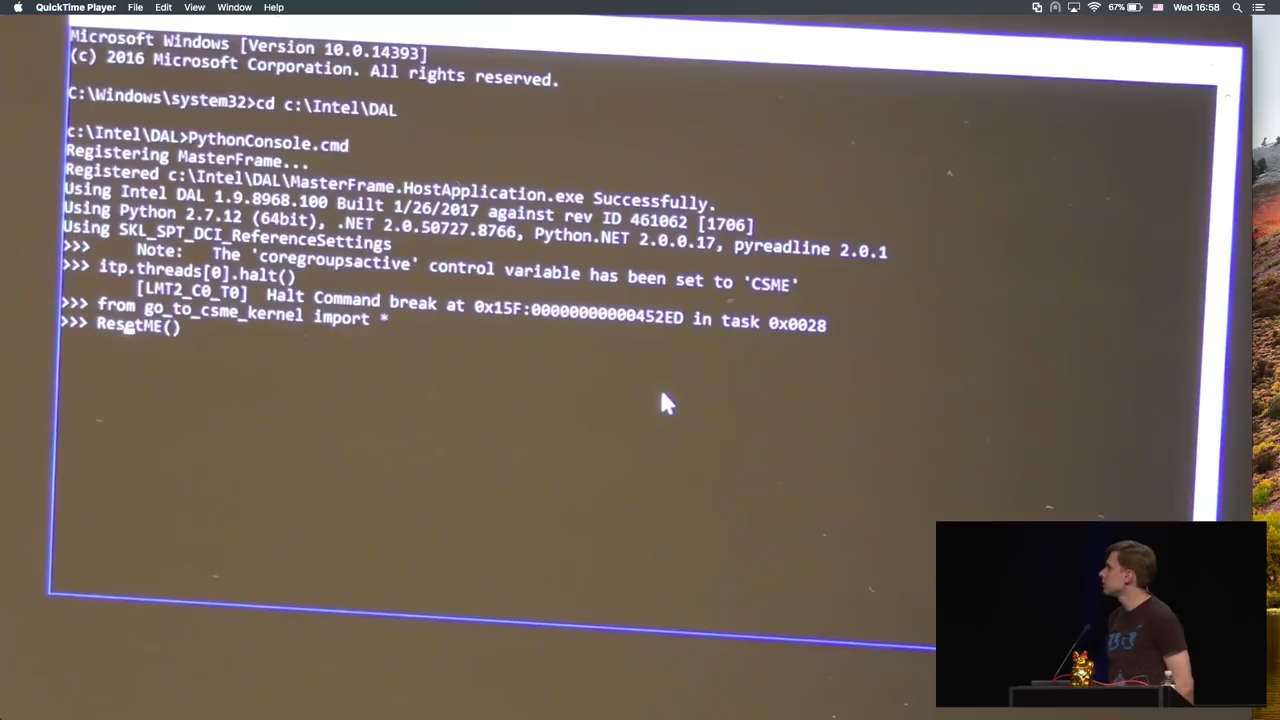 QuickTime Player File Edit View Window Help 67% Wed 16:58
Microsoft Windows [Version 10.0.14393]
(c) 2016 Microsoft Corporation. All rights reserved.
C:\Windows\system32>cd c:\Intel\DAL
c:\Intel\DAL>PythonConsole.cmd
Registering MasterFrame...
Registered c:\Intel\DAL\MasterFrame.HostApplication.exe Successfully.
Using Intel DAL 1.9.8968.100 Built 1/26/2017 against rev ID 461062 [1706]
Using Python 2.7.12 (64bit), .NET 2.0.50727.8766, Python.NET 2.0.0.17, pyreadline 2.0.1
Using SKL_SPT_DCI_ReferenceSettings
>>> Note: The 'coregroupsactive' control variable has been set to 'CSME'
>>> itp.threads[0].halt()
[LMT2_C0_T0] Halt Command break at 0x15F:00000000000452ED in task 0x0028
>>> from go_to_csme_kernel import *
>>> ResetME()